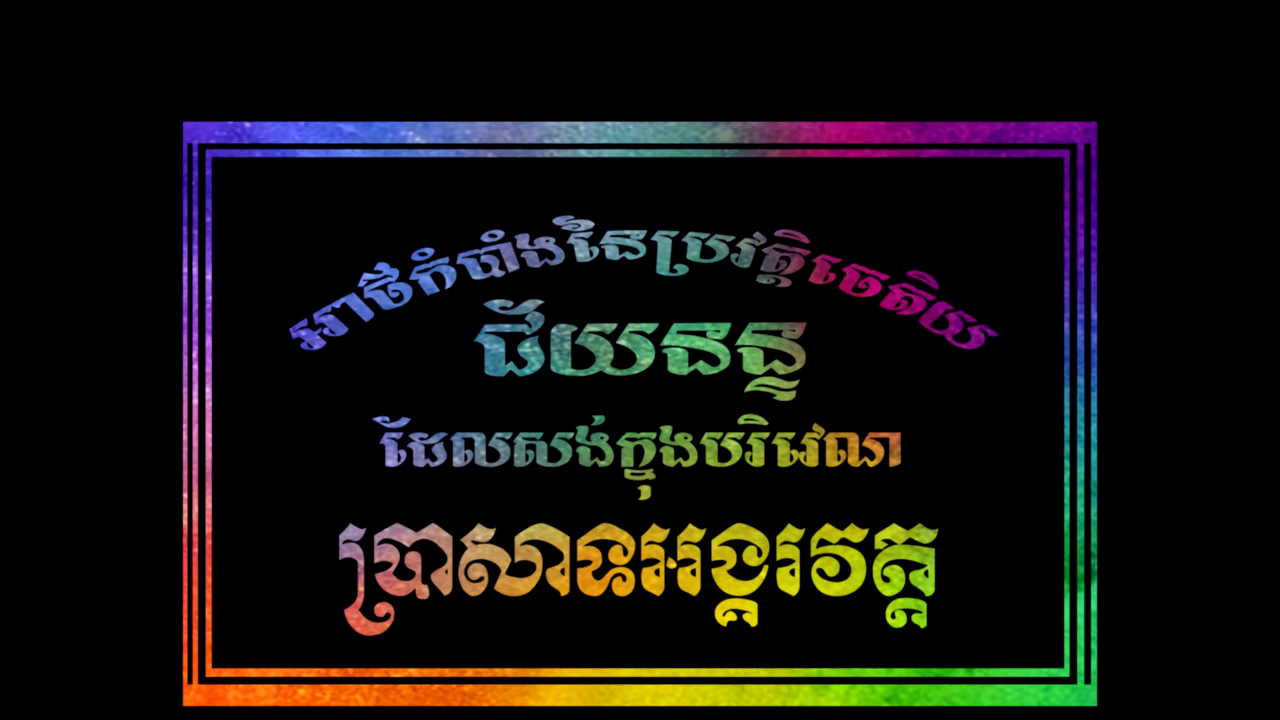 អាថ៌កំបាំងនៃប្រវត្តិចេតិយ
ជ័យនន្ទ
ដែលសង់ក្នុងបរិវេណ
ប្រាសាទអង្គរវត្ត